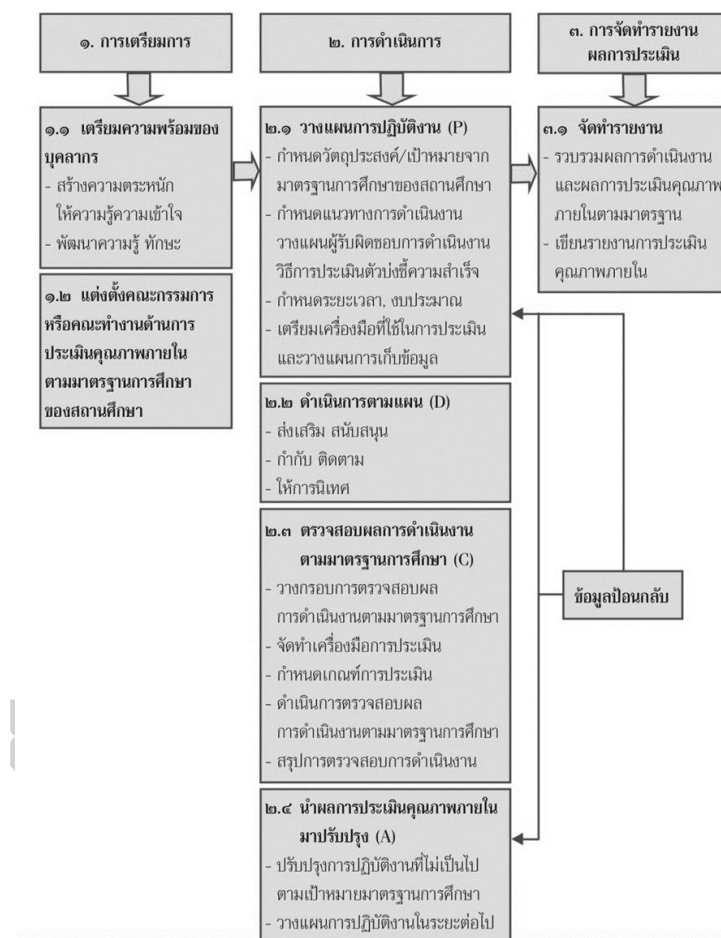 ๑. การเตรียมการ
๒. การดำเนินการ
๓. การจัดทำรายงาน
ผลการประเมิน
๑.๑ เตรียมความพร้อมของ
บุคลากร
- สร้างความตระหนัก
ให้ความรู้ความเข้าใจ
- พัฒนาความรู้ ทักษะ
๑.๒ แต่งตั้งคณะกรรมการ
หรือคณะทำงานด้านการ
ประเมินคุณภาพภายใน
ตามมาตรฐานการศึกษา
ของสถานศึกษา
๒.๑ วางแผนการปฏิบัติงาน (P)
- กำหนดวัตถุประสงค์/เป้าหมายจาก
มาตรฐานการศึกษาของสถานศึกษา
- กำหนดแนวทางการดำเนินงาน
วางแผนผู้รับผิดชอบการดำเนินงาน
วิธีการประเมินตัวบ่งชี้ความสำเร็จ
- กำหนดระยะเวลา, งบประมาณ
- เตรียมเครื่องมือที่ใช้ในการประเมิน
และวางแผนการเก็บข้อมูล
๒.๒ ดำเนินการตามแผน (D)
- ส่งเสริม สนับสนุน
- กำกับ ติดตาม
- ให้การนิเทศ
๒.๓ ตรวจสอบผลการดำเนินงาน
ตามมาตรฐานการศึกษา (C)
- วางกรอบการตรวจสอบผล
การดำเนินงานตามมาตรฐานการศึกษา
- จัดทำเครื่องมือการประเมิน
- กำหนดเกณฑ์การประเมิน
- ดำเนินการตรวจสอบผล
การดำเนินงานตามมาตรฐานการศึกษา
- สรุปการตรวจสอบการดำเนินงาน
๒.๔ นำผลการประเมินคุณภาพภายใน
มาปรับปรุง (A)
- ปรับปรุงการปฏิบัติงานที่ไม่เป็นไป
ตามเป้าหมายมาตรฐานการศึกษา
- วางแผนการปฏิบัติงานในระยะต่อไป
๓.๑ จัดทำรายงาน
- รวบรวมผลการดำเนินงาน
และผลการประเมินคุณภาพ
ภายในตามมาตรฐาน
- เขียนรายงานการประเมิน
คุณภาพภายใน
ข้อมูลป้อนกลับ